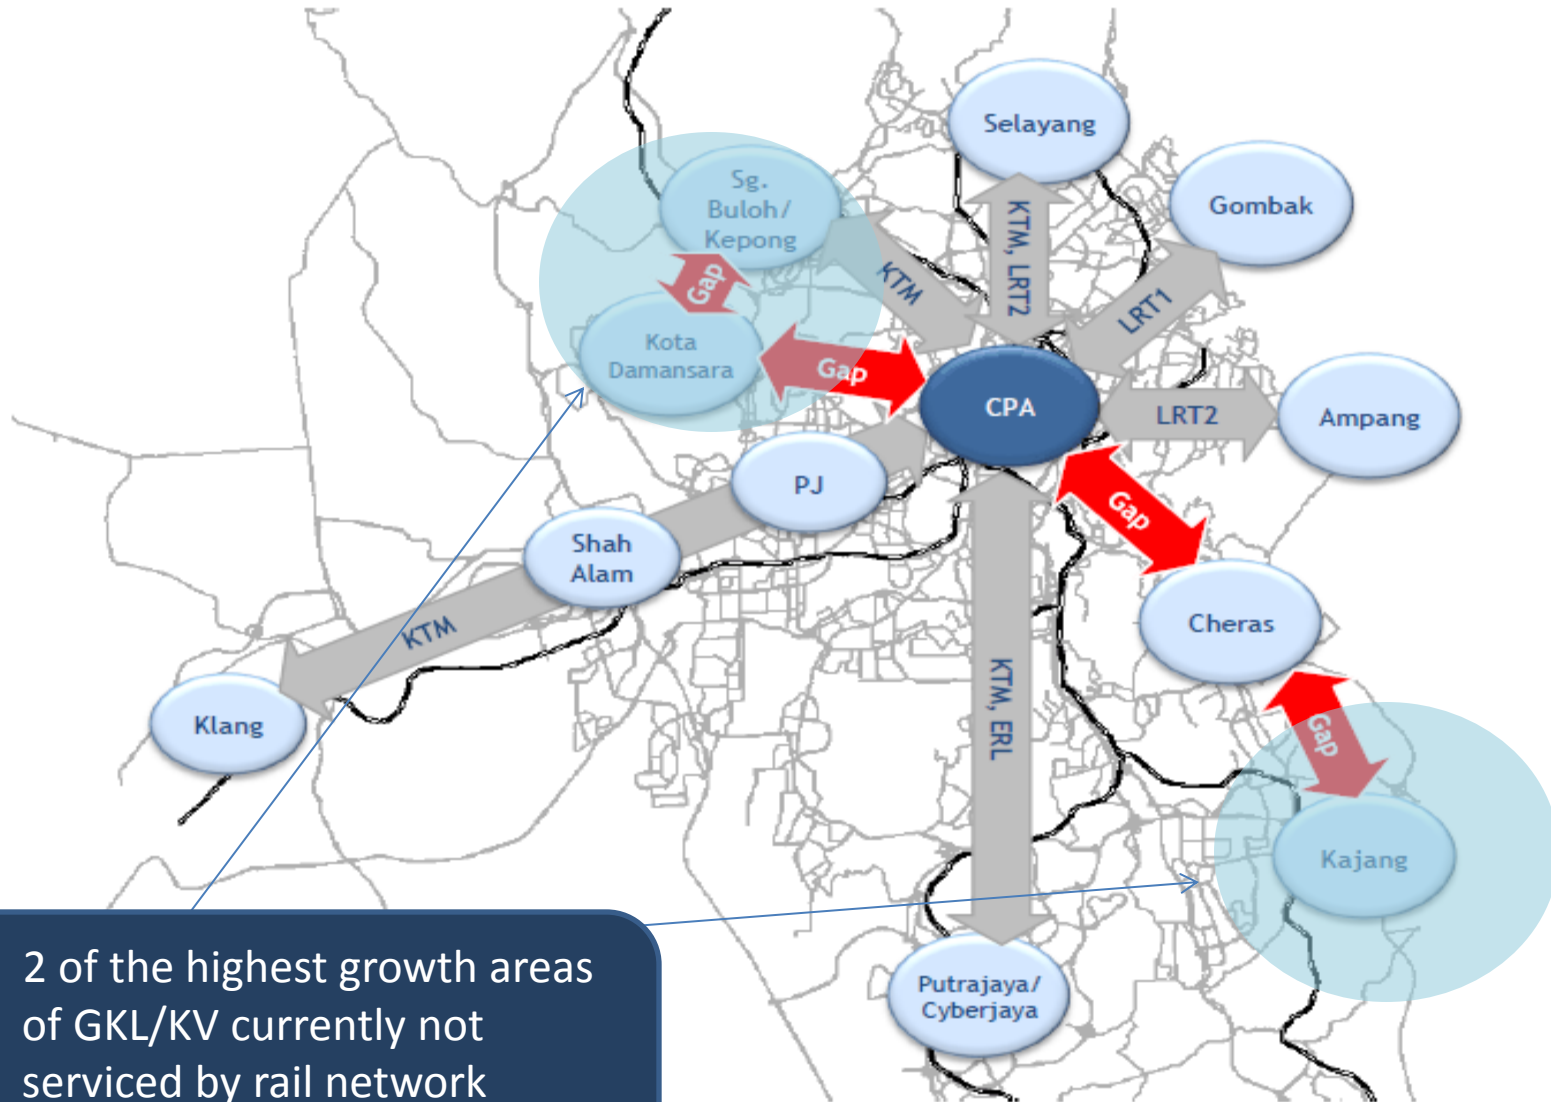 Selayang
Gombak
Sg.
Buloh/
Kepong
Gap
KTM
KTM, LRT2
LRT1
Kota
Damansara
Gap
CPA
LRT2
Ampang
PJ
Gap
Shah
Alam
Cheras
KTM
KTM, ERL
Klang
Gap
Kajang
Putrajaya/
Cyberjaya
2 of the highest growth areas
of GKL/KV currently not
serviced by rail network